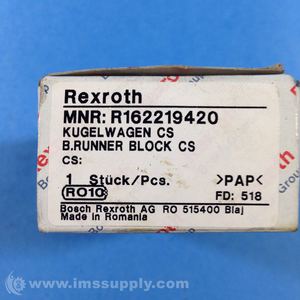 Rexroth
MNR: R162219420
KUGELWAGEN CS
B.RUNNER BLOCK CS
CS:
1 Stück/Pcs. >PAP<
RO10 FD: 518
Bosch Rexroth AG RO 515400 Blaj
Made in Romania
© www.imssupply.com